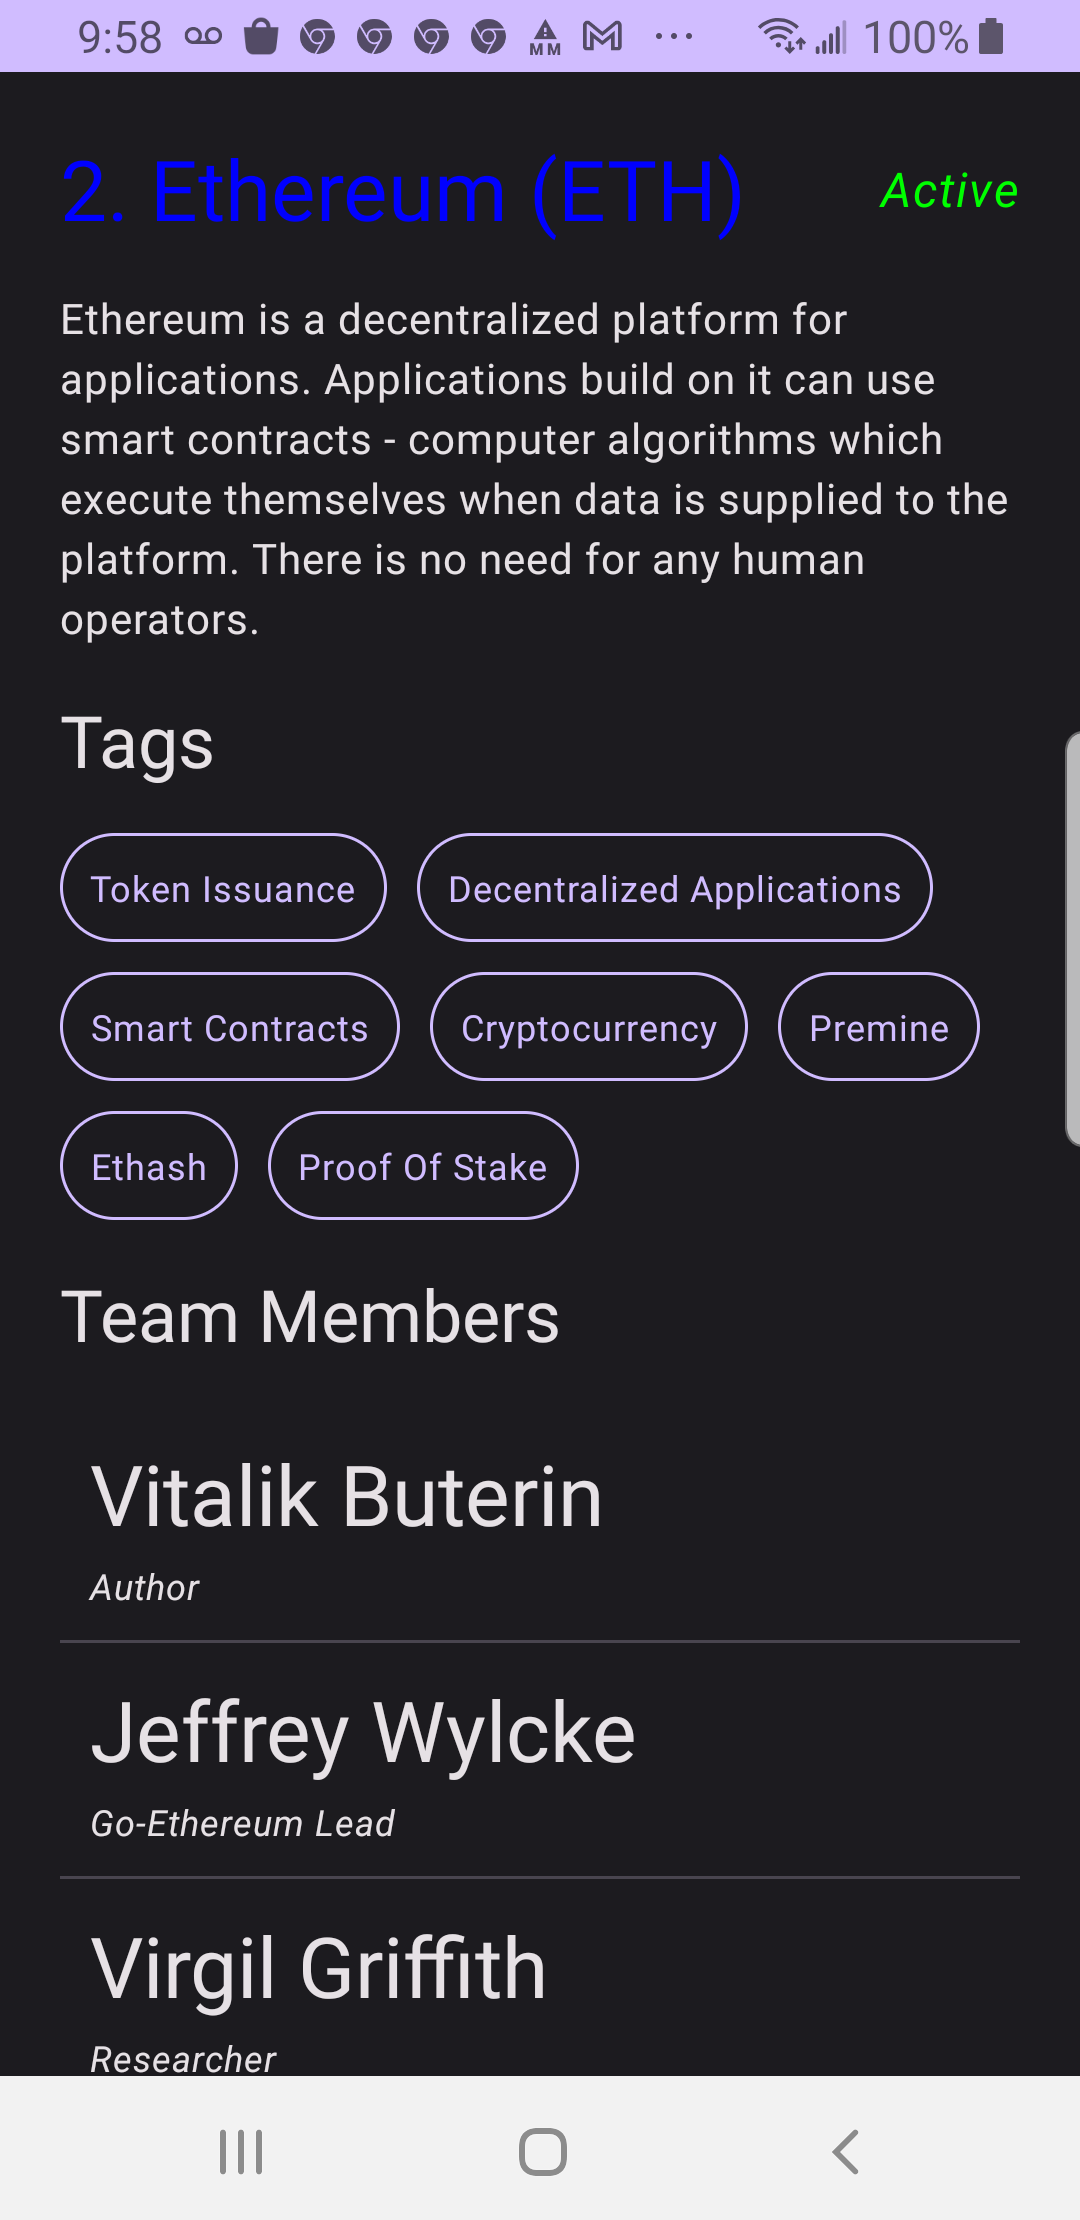 9:58 MM 100%
2. Ethereum (ETH) Active
Ethereum is a decentralized platform for
applications. Applications build on it can use
smart contracts - computer algorithms which
execute themselves when data is supplied to the
platform. There is no need for any human
operators.
Tags
Token Issuance Decentralized Applications
Smart Contracts Cryptocurrency Premine
Ethash Proof Of Stake
Team Members
Vitalik Buterin
Author
Jeffrey Wylcke
Go-Ethereum Lead
Virgil Griffith
Researcher